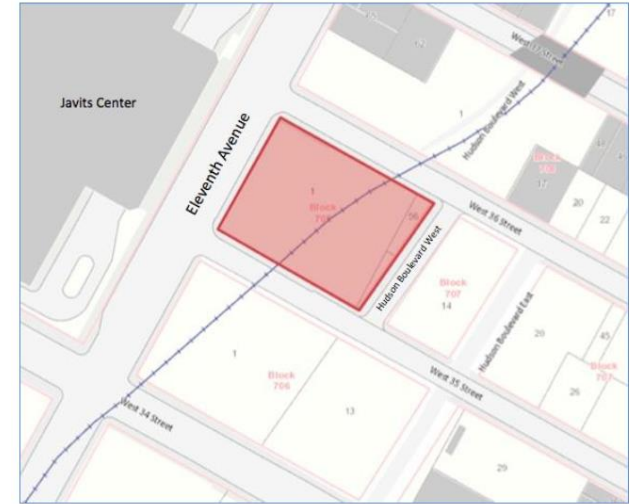 17
62
West 37 Street
Javits Center
1
Hudson Boulevard West
Eleventh Avenue
Block
17
20
22
1
Block
56
West 36 Street
Hudson Boulevard West
Block
707
14
Hudson Boulevard East
20
45
26
1
Block
706
13
West 35 Street
West 34 Street
29